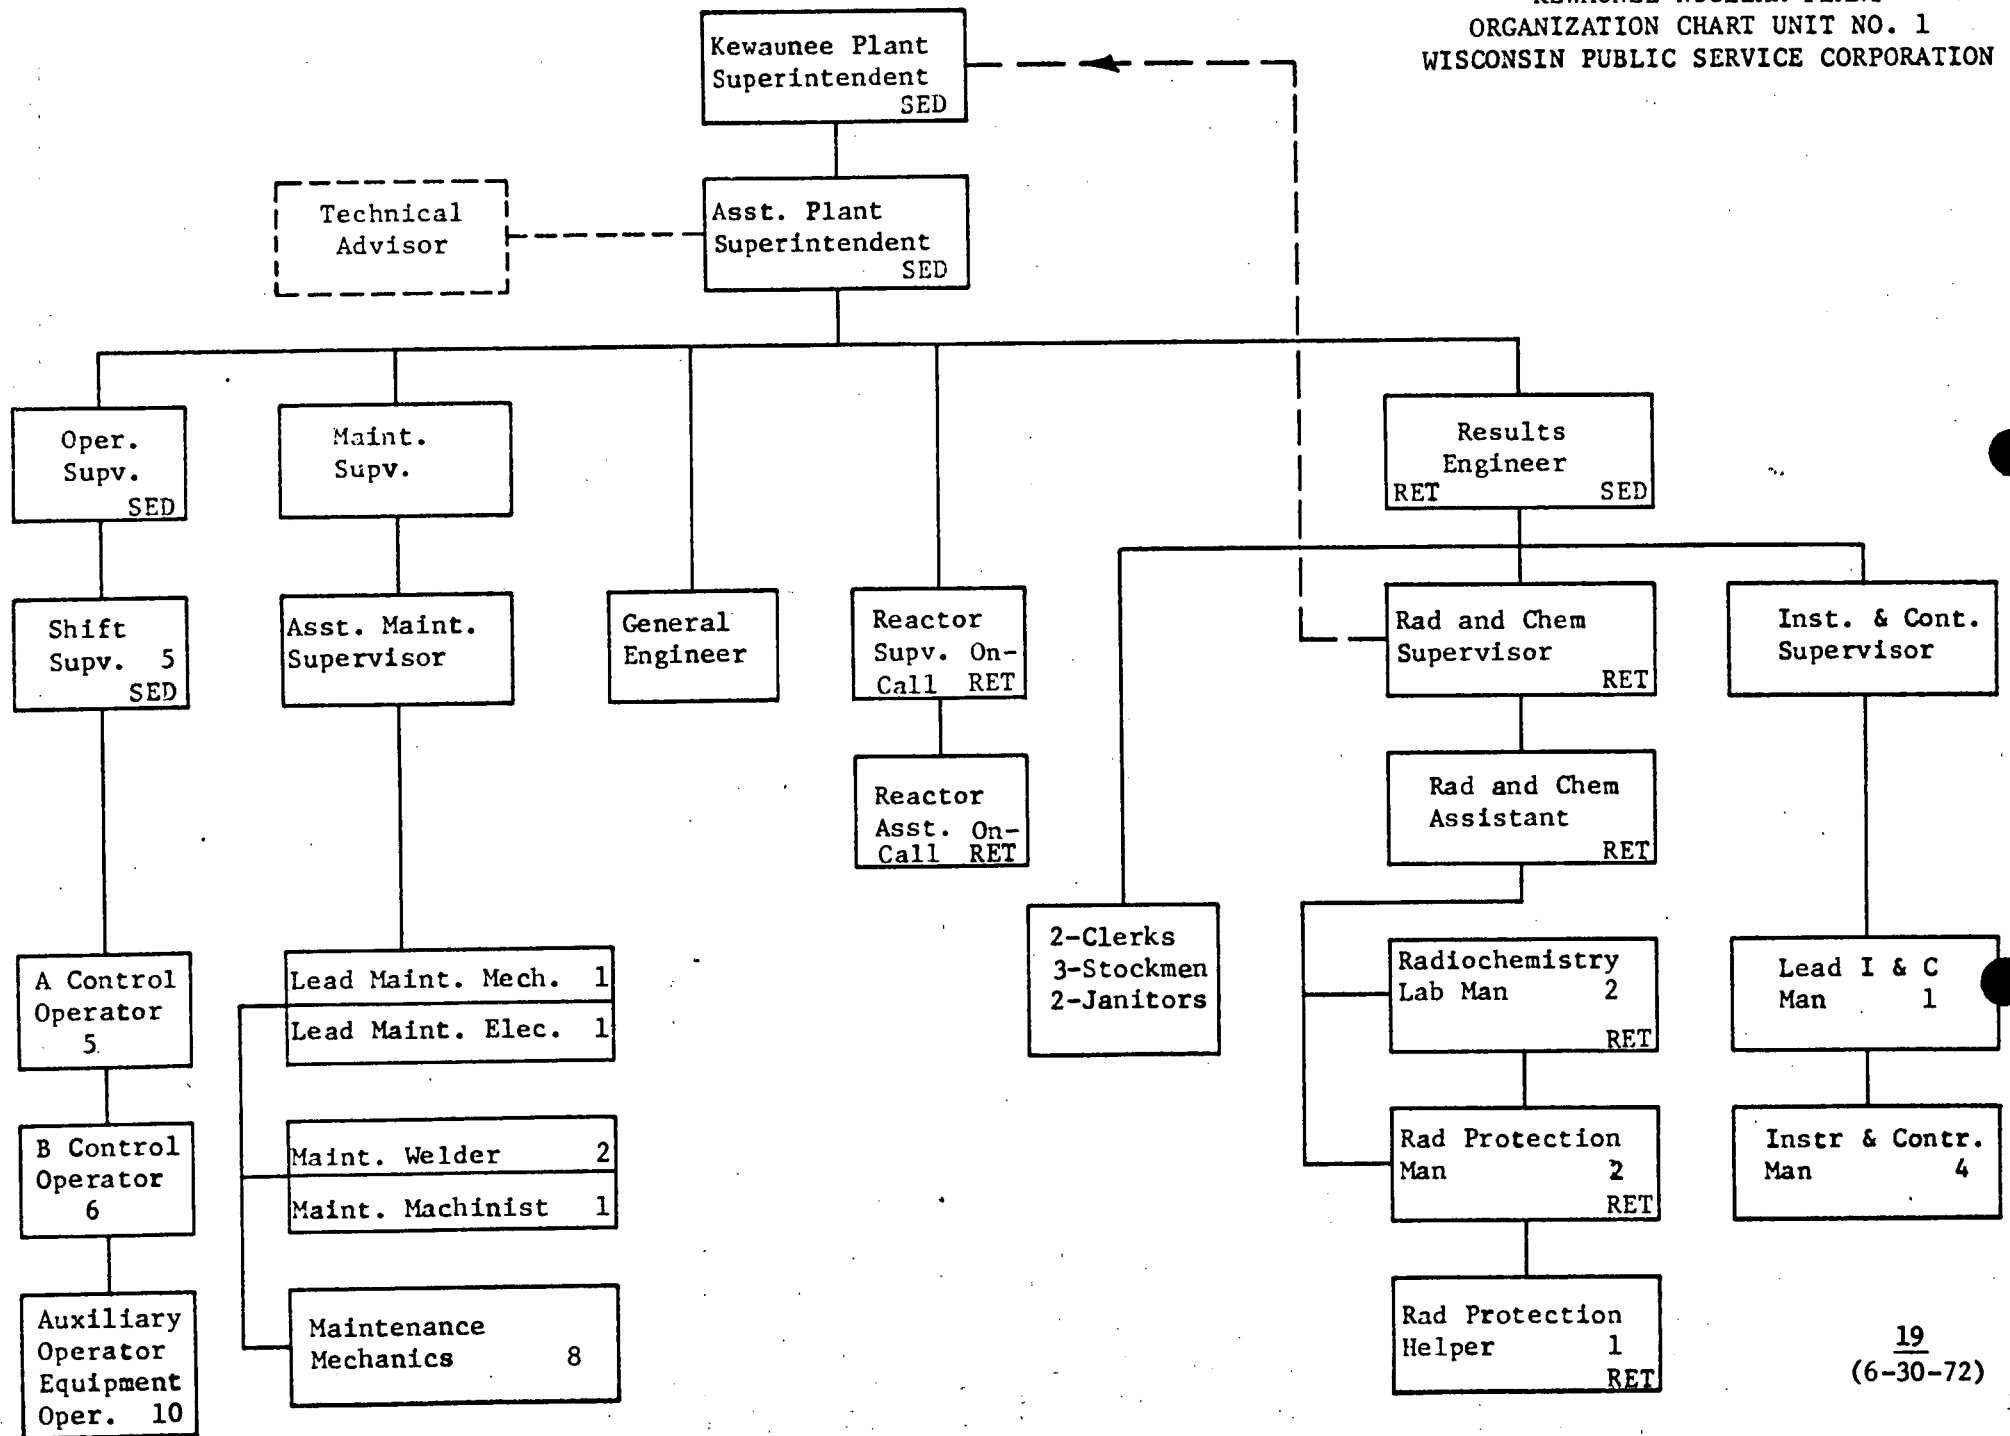 KEWAUNEE NUCLEAR PLANT
ORGANIZATION CHART UNIT NO. 1
WISCONSIN PUBLIC SERVICE CORPORATION
Kewaunee Plant
Superintendent
SED
Technical
Advisor
Asst. Plant
Superintendent
SED
Oper.
Supv.
SED
Maint.
Supv.
Results
Engineer
RET SED
Shift
Supv. 5
SED
Asst. Maint.
Supervisor
General
Engineer
Reactor
Supv. On-
Call RET
Rad and Chem
Supervisor
RET
Inst. & Cont.
Supervisor
Reactor
Asst. On-
Call RET
Rad and Chem
Assistant
RET
A Control
Operator
5
Lead Maint. Mech. 1
Lead Maint. Elec. 1
2-Clerks
3-Stockmen
2-Janitors
Radiochemistry
Lab Man 2
RET
Lead I & C
Man 1
B Control
Operator
6
Maint. Welder 2
Maint. Machinist 1
Rad Protection
Man 2
RET
Instr & Contr.
Man 4
Auxiliary
Operator
Equipment
Oper. 10
Maintenance
Mechanics 8
Rad Protection
Helper 1
RET
19
(6-30-72)